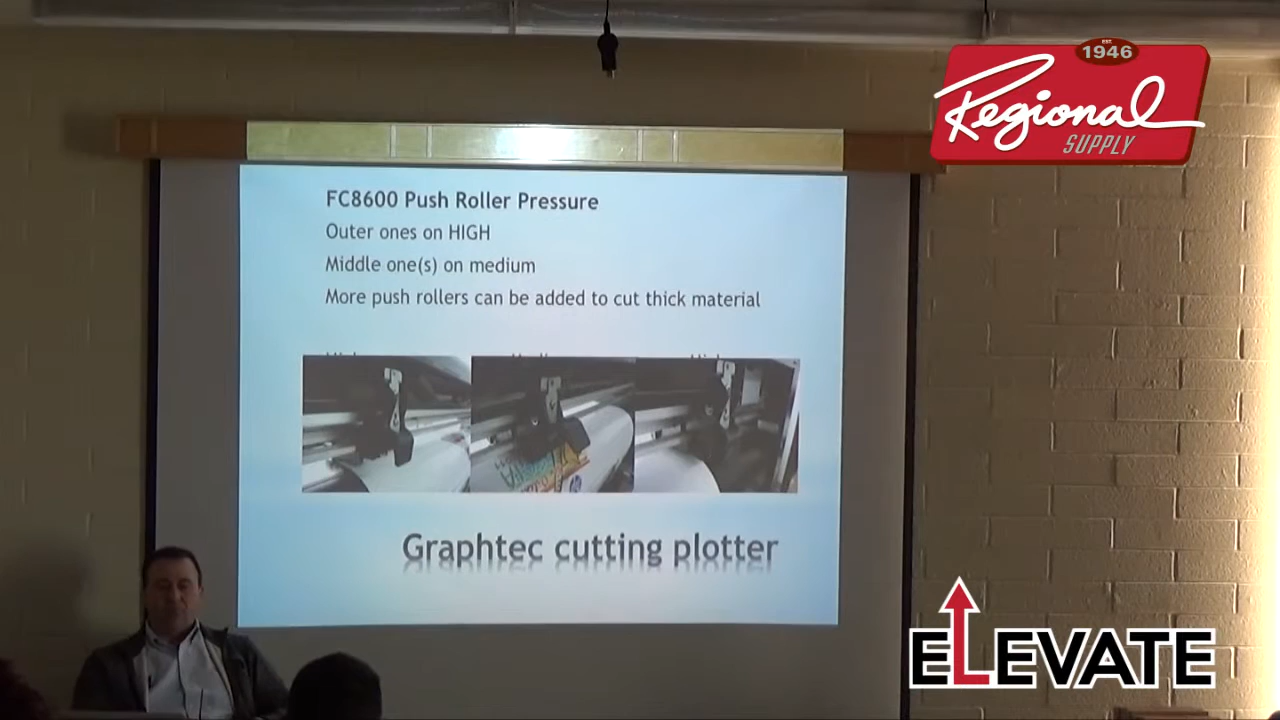 EST.
1946
Regional
SUPPLY
FC8600 Push Roller Pressure
Outer ones on HIGH
Middle one(s) on medium
More push rollers can be added to cut thick material
Graphtec cutting plotter
ELEVATE